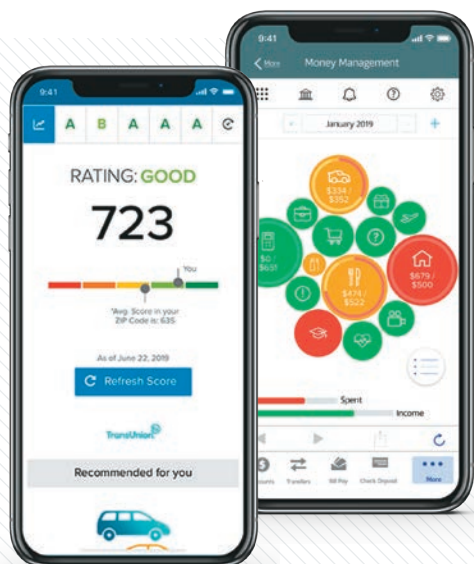 9:41
A B A A A
RATING: GOOD
723
You
*Avg. Score in your
ZIP Code is: 635
As of June 22, 2019
Refresh Score
TransUnion
Recommended for you
9:41
More
Money Management
January 2019
$334 /
$352
$0 /
$631
$679 /
$500
$474 /
$522
Spent
Income
Transfers
Bill Pay
Check Deposit
More